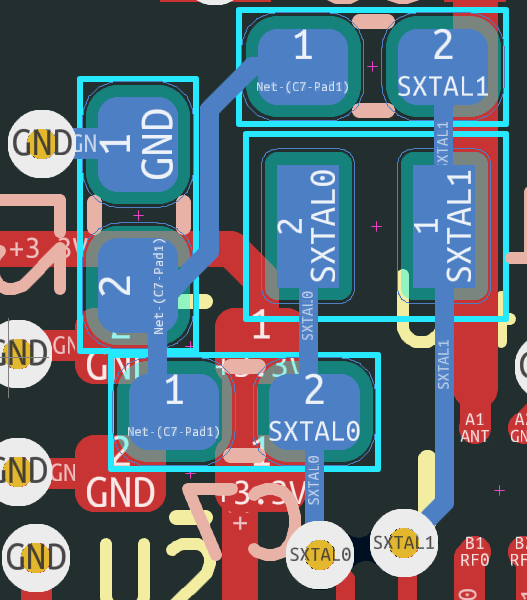 1
2
Net-(C7-Pad1)
SXTAL1
GND
GN
1
GND
SXTAL1
2
SXTAL0
1
SXTAL1
+3.3V
2
Net-(C7-Pad1)
SXTAL0
1
GND
GN
GND
+3.3V
SXTAL1
1
2
Net-(C7-Pad1)
SXTAL0
A1
ANT
A2
GN
2
1
GND
GN
GND
+3.3V
SXTAL0
C7
+
U2
GND
SXTAL0
SXTAL1
B1
RF0
B2
RF